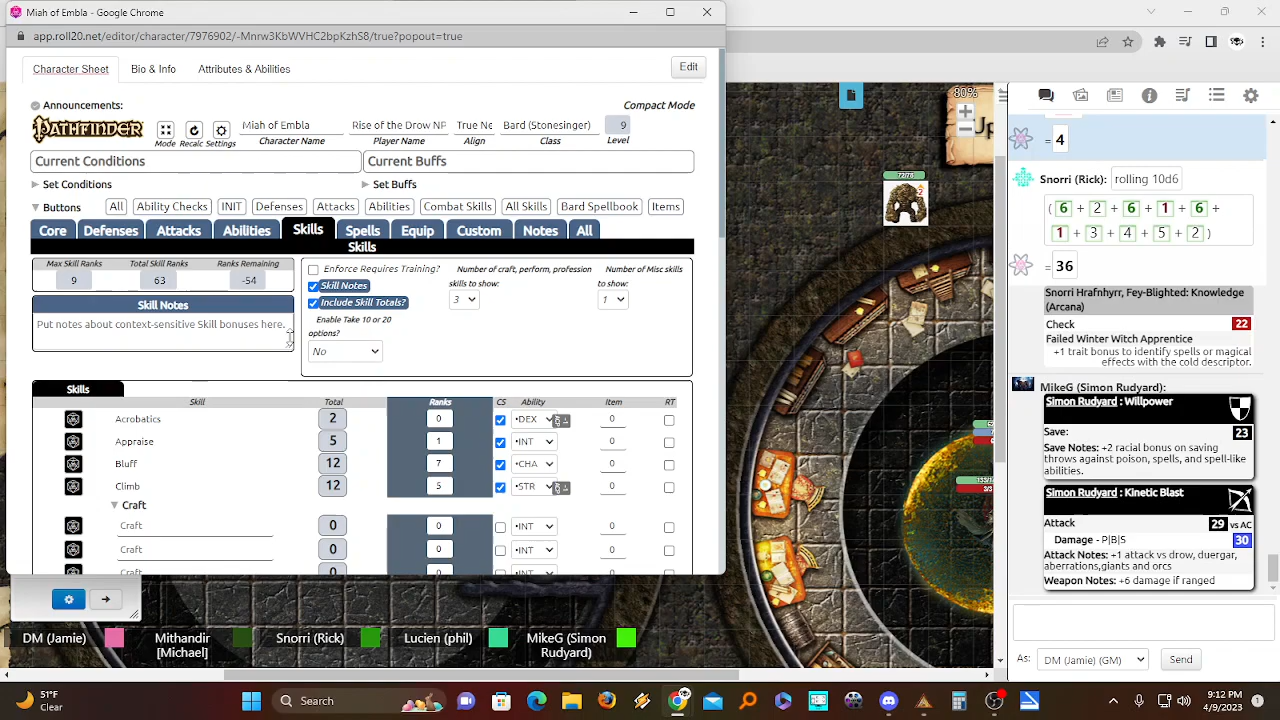 Miah of Embla - Google Chrome
app.roll20.net/editor/character/7976902/-Mnrw3KbWVHC2bpKzhS8/true?popout=true
Character Sheet Bio & Info Attributes & Abilities Edit
Announcements: Compact Mode
PATHFINDER Miah of Embla Rise of the Drow NP True Ne Bard (Stonesinger) 9
Mode Recalc Settings Character Name Player Name Align Class Level
Current Conditions Current Buffs
Set Conditions Set Buffs
Buttons All Ability Checks INIT Defenses Attacks Abilities Combat Skills All Skills Bard Spellbook Items
Core Defenses Attacks Abilities Skills Spells Equip Custom Notes All
Skills
Max Skill Ranks Total Skill Ranks Ranks Remaining
9 63 -54
Skill Notes
Put notes about context-sensitive Skill bonuses here.
Enforce Requires Training? Number of craft, perform, profession Number of Misc skills
Skill Notes skills to show: to show:
Include Skill Totals? 3 1
Enable Take 10 or 20
options?
No
Skills
Skill Total Ranks CS Ability Item RT
Acrobatics 2 0 •DEX 0
Appraise 5 1 •INT 0
Bluff 12 7 •CHA 0
Climb 12 5 •STR 0
Craft
Craft 0 0 •INT 0
Craft 0 0 •INT 0
Craft 0 •INT 0
DM (Jamie) Mithandir Snorri (Rick) Lucien (phil) MikeG (Simon
[Michael] Rudyard)
80%
Up
72/78
= 4
Snorri (Rick): rolling 10d6
( 6 + 2 + 6 + 1 + 6 +
1 + 3 + 4 + 5 + 2 )
= 36
Snorri Hrafnhyrr, Fey-Blighted: Knowledge
(Arcana)
Check 22
Failed Winter Witch Apprentice
+1 trait bonus to identify spells or magical
effects with the cold descriptor.
MikeG (Simon Rudyard):
Simon Rudyard: Willpower
Save: 23
Save Notes: +2 racial bonus on saving
throws against poison, spells, and spell-like
abilities.
Simon Rudyard: Kinetic Blast
Attack 29 vs AC
Damage - P|B|S 30
Attack Notes: +1 attack vs drow, duergar,
aberrations,giants and orcs
Weapon Notes: +6 damage if ranged
As: DM (Jamie) (GM) Send
51°F
Clear
Search
9:12 PM
4/9/2023